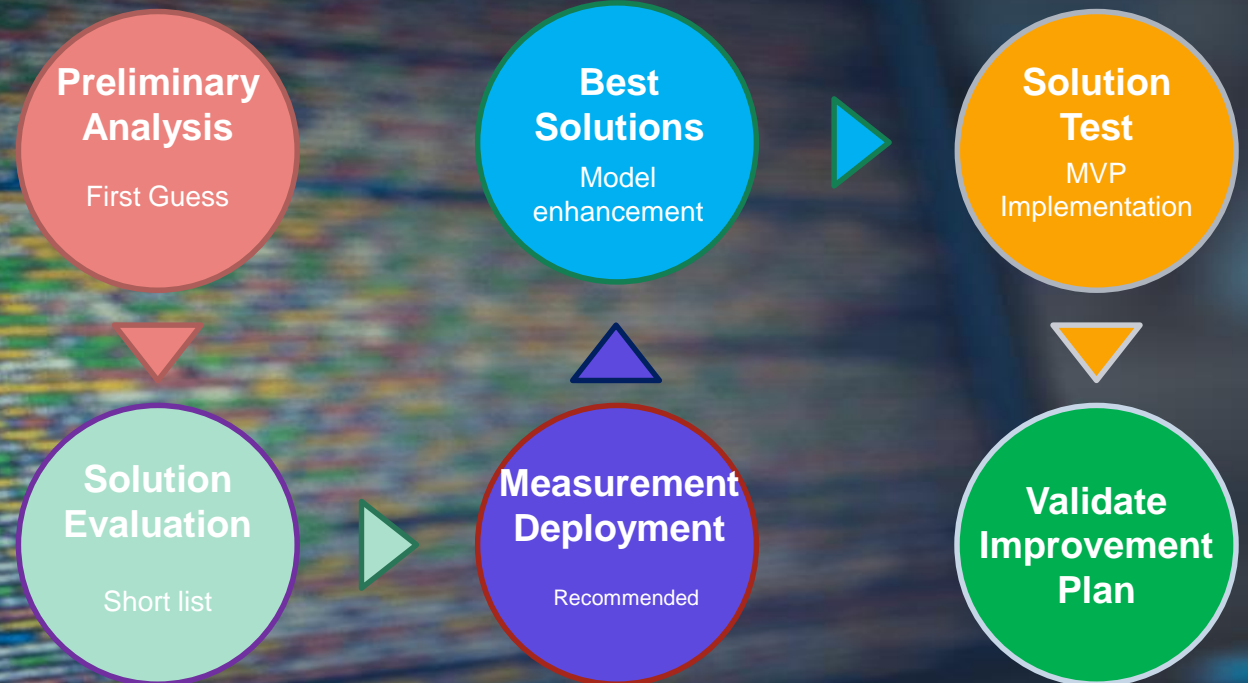 Preliminary
Analysis
First Guess
Solution
Evaluation
Short list
Measurement
Deployment
Recommended
Best
Solutions
Model
enhancement
Solution
Test
MVP
Implementation
Validate
Improvement
Plan